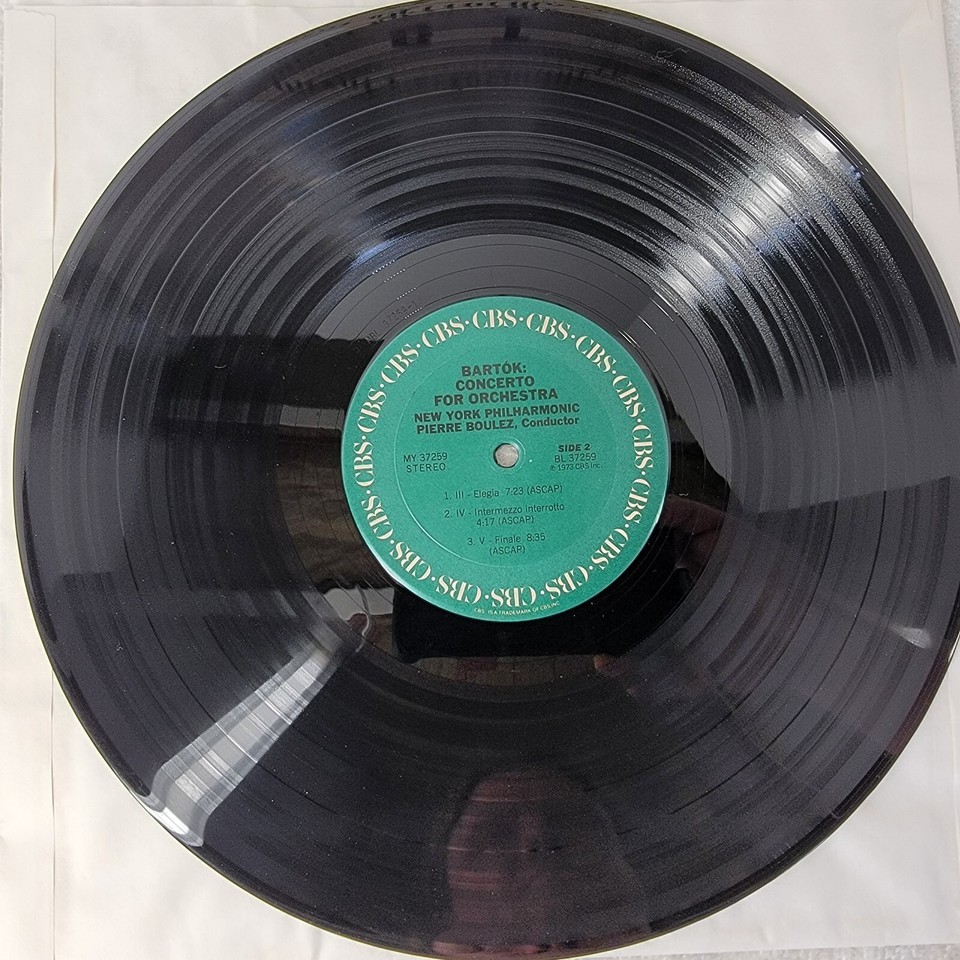 CBS · CBS · CBS · CBS · CBS · CBS · CBS · CBS · CBS · CBS · CBS · CBS · CBS · CBS · CBS · CBS ·
BARTÓK:
CONCERTO
FOR ORCHESTRA
NEW YORK PHILHARMONIC
PIERRE BOULEZ, Conductor
MY 37259
STEREO
SIDE 2
BL 37259
℗ 1973 CBS Inc.
1. III - Elegia 7:23 (ASCAP)
2. IV - Intermezzo interrotto
4:17 (ASCAP)
3. V - Finale 8:35
(ASCAP)
CBS IS A TRADEMARK OF CBS INC.